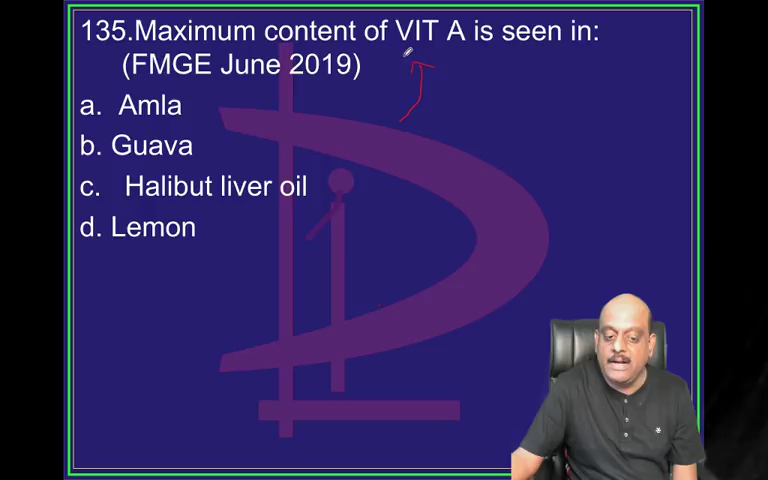 135.Maximum content of VIT A is seen in:
(FMGE June 2019)
a. Amla
b. Guava
c. Halibut liver oil
d. Lemon